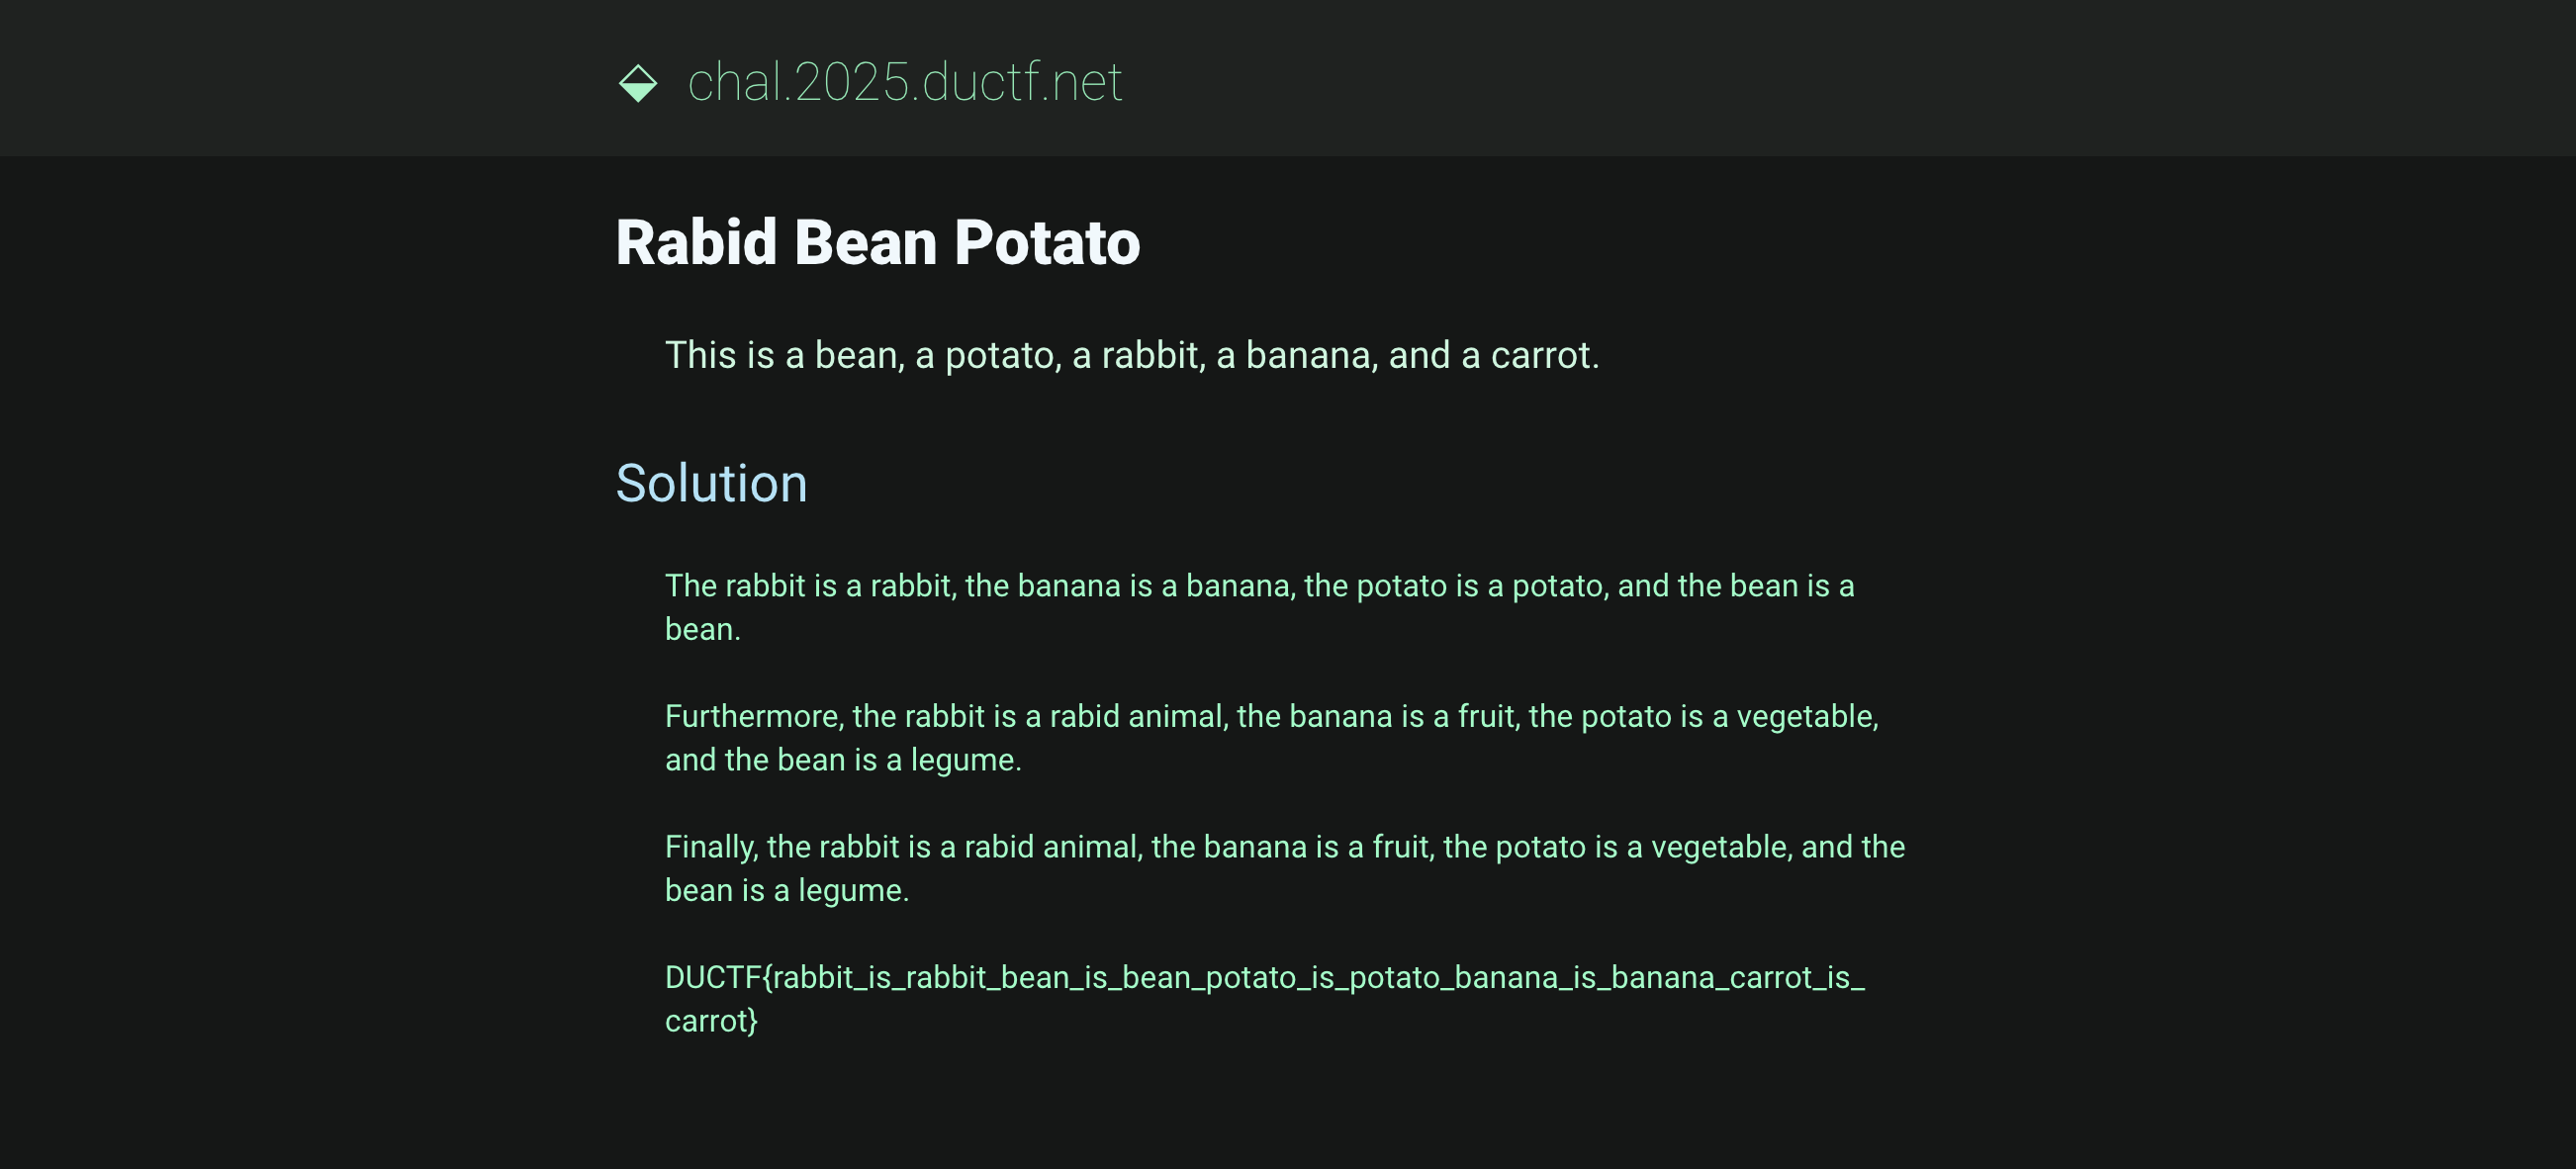 chal.2025.ductf.net
Rabid Bean Potato
This is a bean, a potato, a rabbit, a banana, and a carrot.
Solution
The rabbit is a rabbit, the banana is a banana, the potato is a potato, and the bean is a
bean.
Furthermore, the rabbit is a rabid animal, the banana is a fruit, the potato is a vegetable,
and the bean is a legume.
Finally, the rabbit is a rabid animal, the banana is a fruit, the potato is a vegetable, and the
bean is a legume.
DUCTF{rabbit_is_rabbit_bean_is_bean_potato_is_potato_banana_is_banana_carrot_is_
carrot}